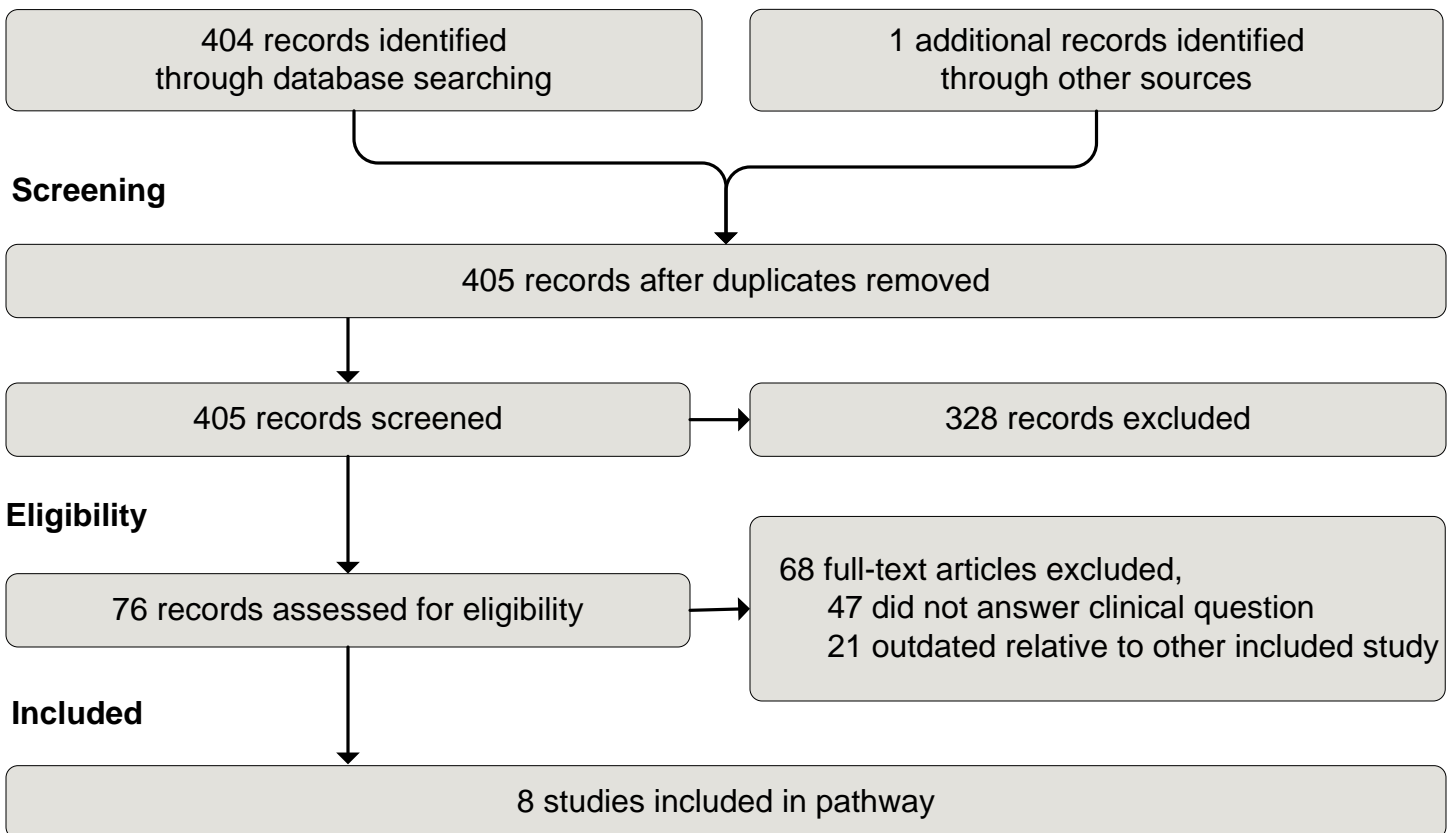 404 records identified
through database searching
1 additional records identified
through other sources
Screening
405 records after duplicates removed
405 records screened
328 records excluded
Eligibility
76 records assessed for eligibility
68 full-text articles excluded,
47 did not answer clinical question
21 outdated relative to other included study
Included
8 studies included in pathway